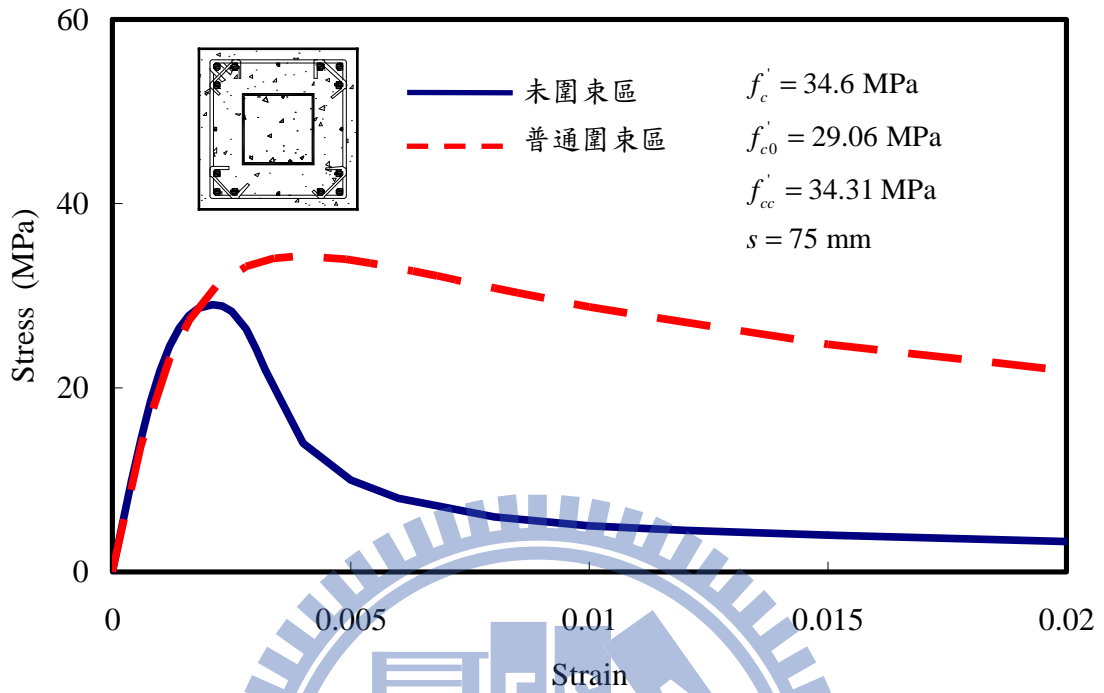 60
未圍束區
普通圍束區
f'c = 34.6 MPa
f'c0 = 29.06 MPa
f'cc = 34.31 MPa
s = 75 mm
40
20
0
Stress (MPa)
0 0.005 0.01 0.015 0.02
Strain